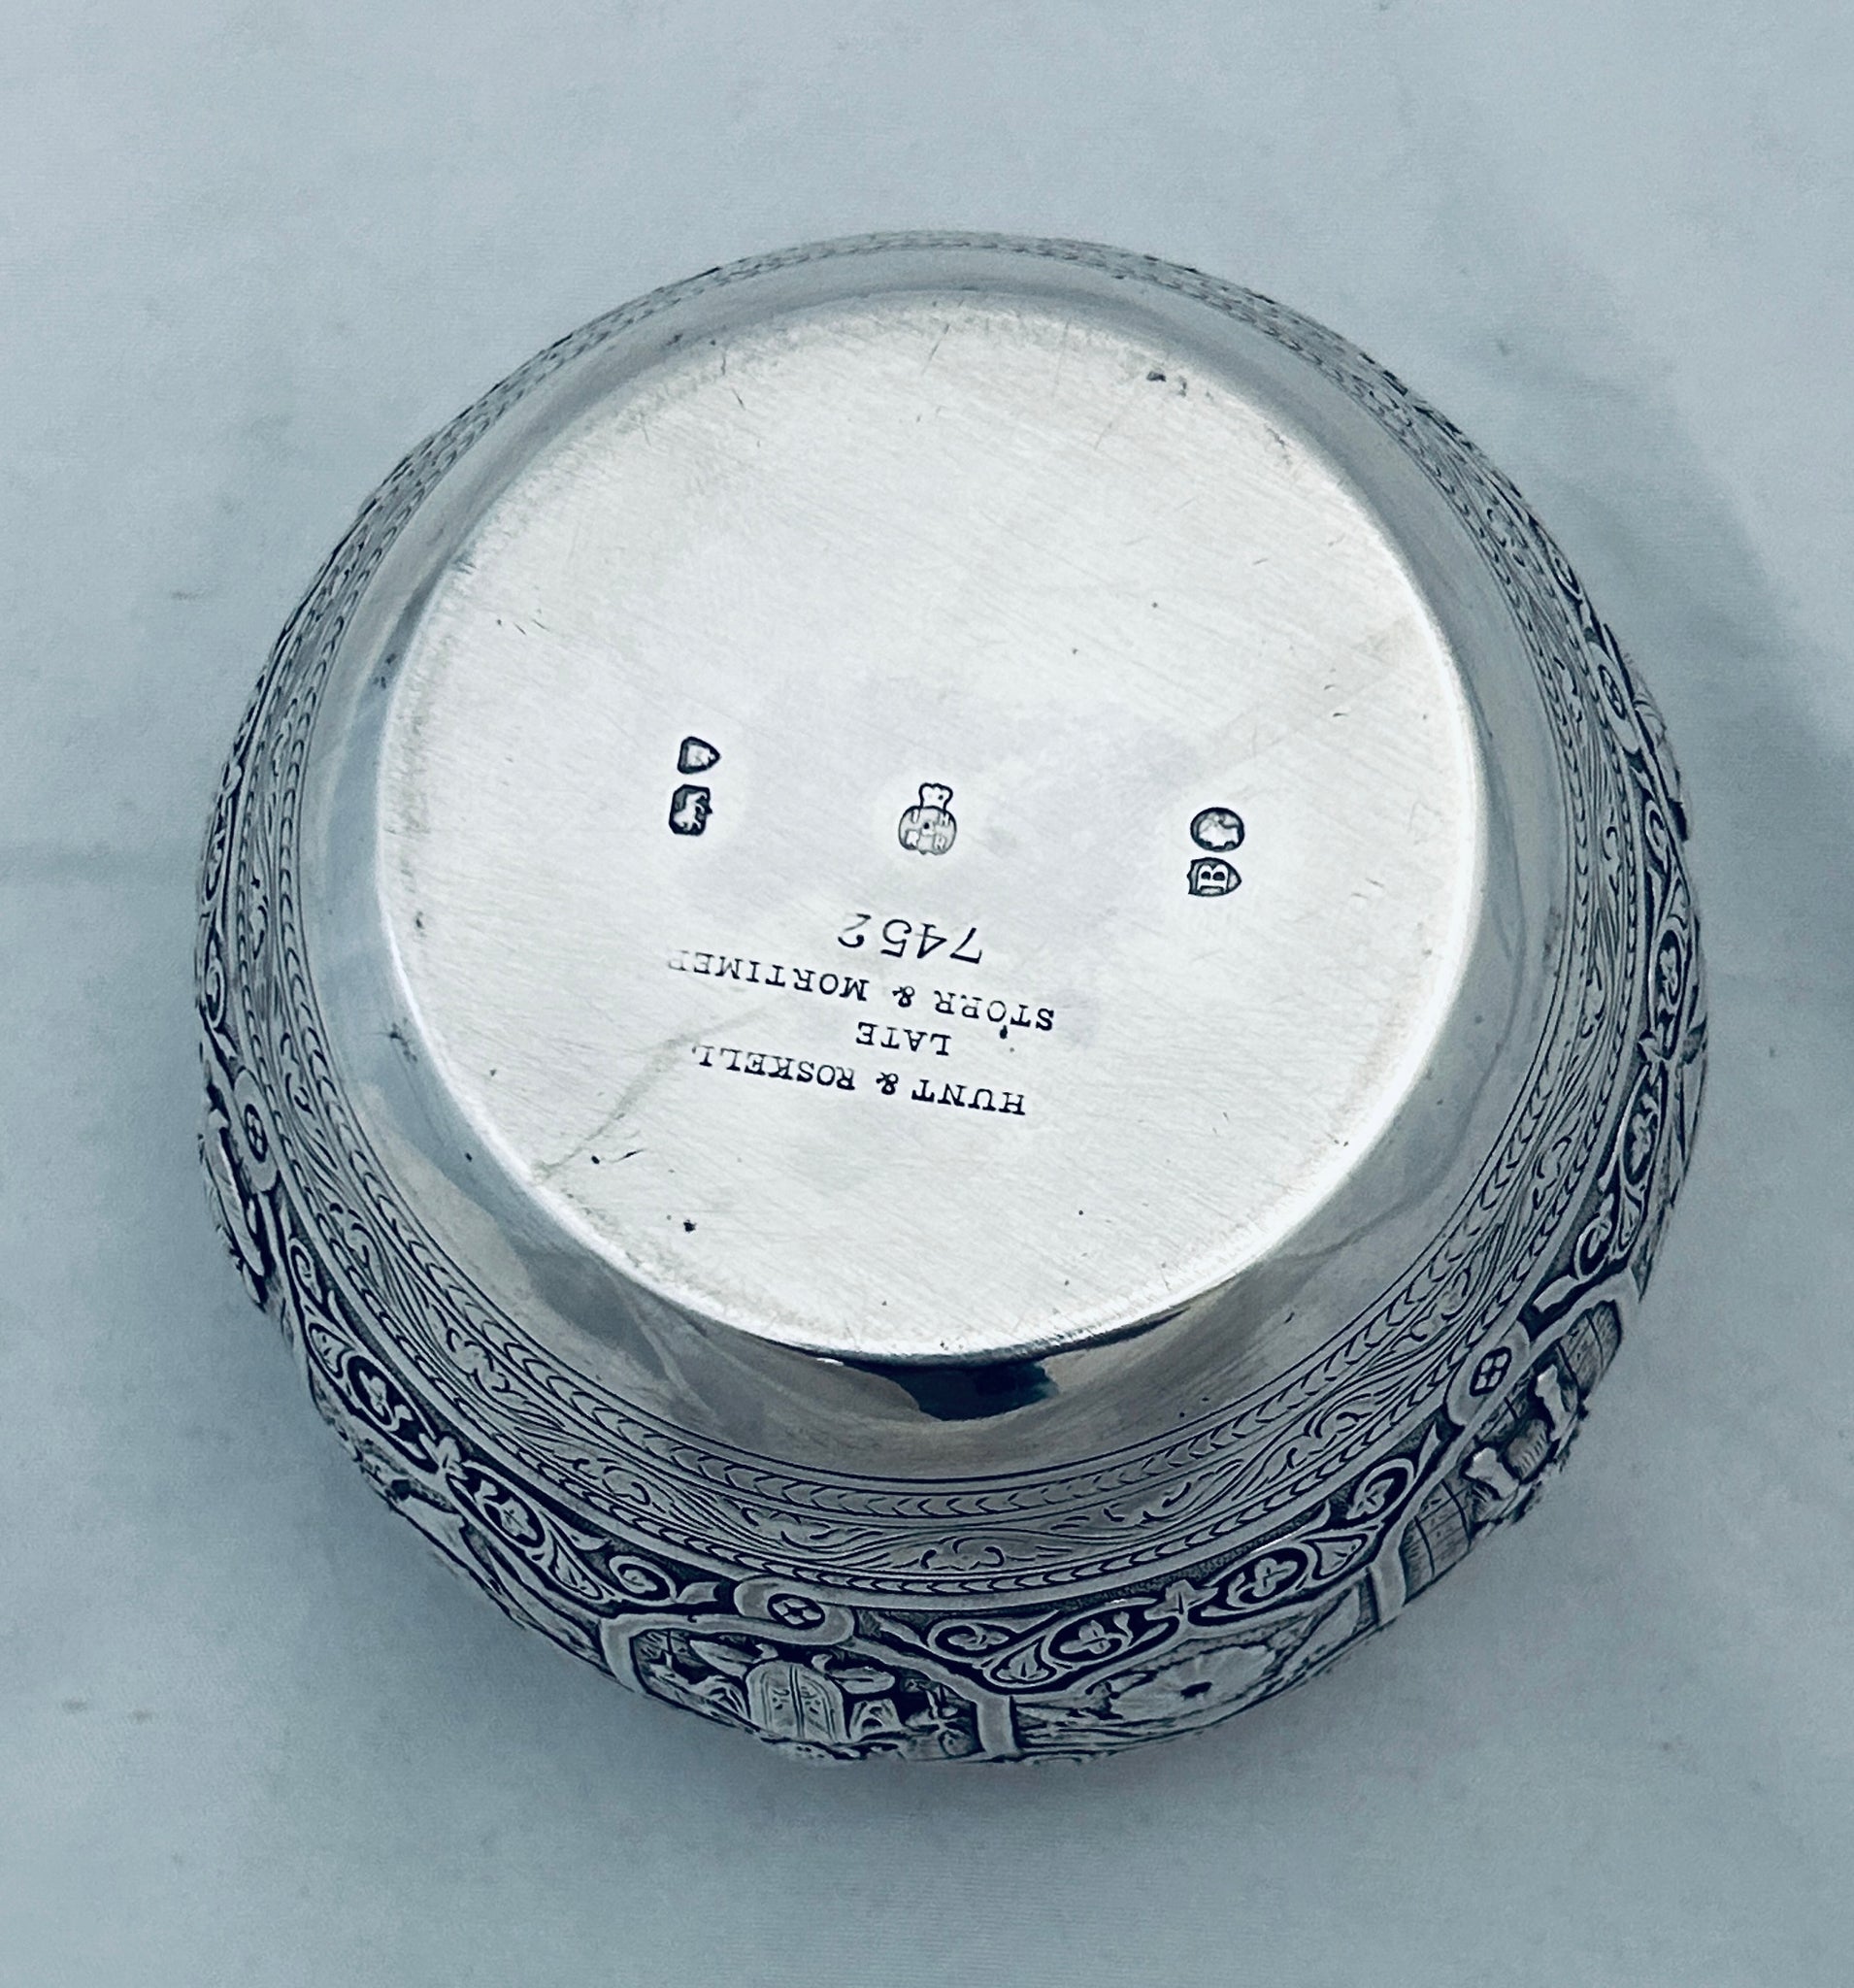 HUNT & ROSKELL
LATE
STORR & MORTIMER
7452
B
I H
R R